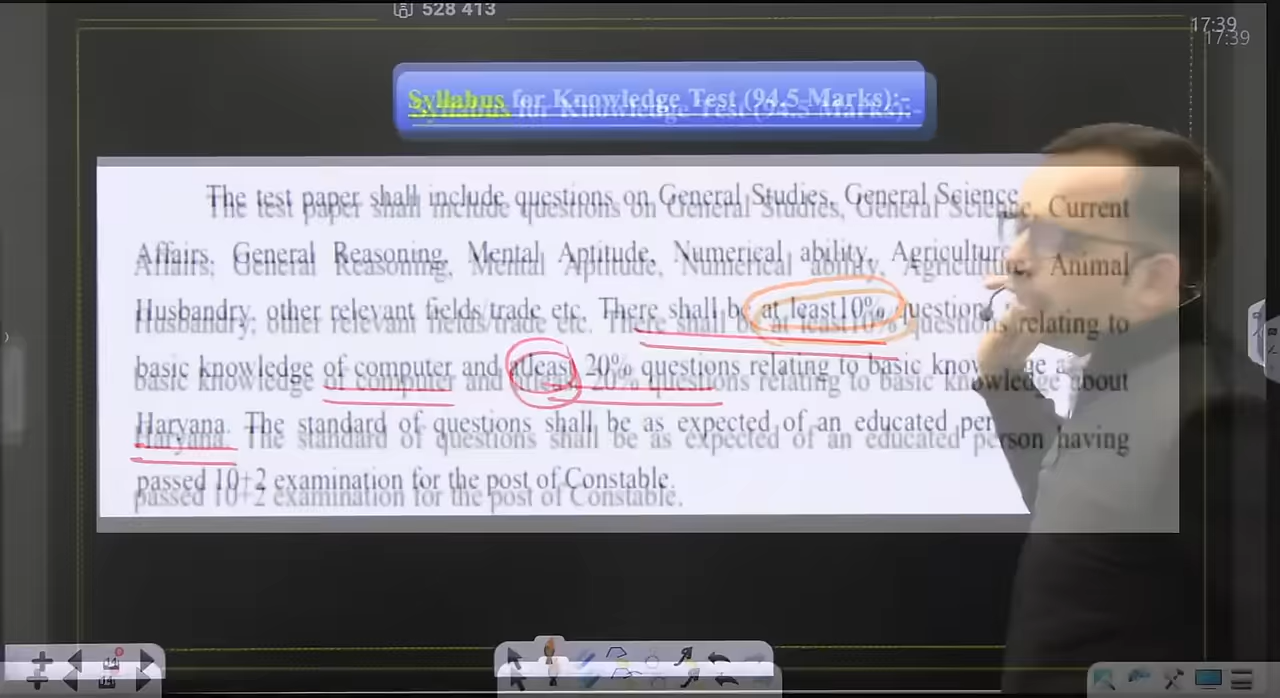 528 413
17:39
17:39
Syllabus for Knowledge Test (94.5 Marks):-
The test paper shall include questions on General Studies, General Science, Current
Affairs, General Reasoning, Mental Aptitude, Numerical ability, Agriculture, Animal
Husbandry, other relevant fields/trade etc. There shall be at least10% questions relating to
basic knowledge of computer and atleast 20% questions relating to basic knowledge about
Haryana. The standard of questions shall be as expected of an educated person having
passed 10+2 examination for the post of Constable.